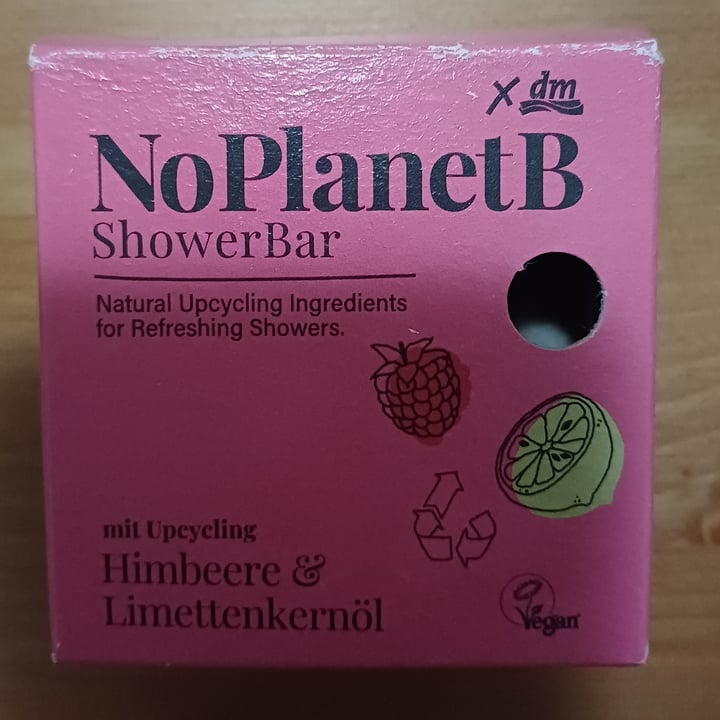 X dm
NoPlanetB
ShowerBar
Natural Upcycling Ingredients
for Refreshing Showers.
mit Upcycling
Himbeere &
Limettenkernöl
Vegan